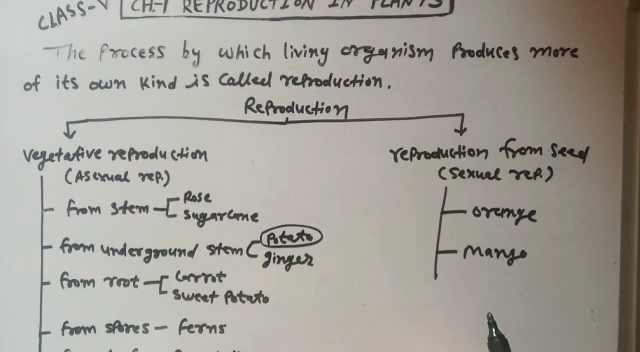 CLASS-V CH-1 REPRODUCTION IN PLANTS
The Process by which living organism Produces more
of its own kind is called reproduction.
Reproduction
Vegetative reproduction
(Asexual rep.)
from stem - Rose
Sugarcane
from underground stem Potato
ginger
from root - Carrot
Sweet Potato
from spores - ferns
reproduction from seed
(Sexual rep.)
orenge
Mango